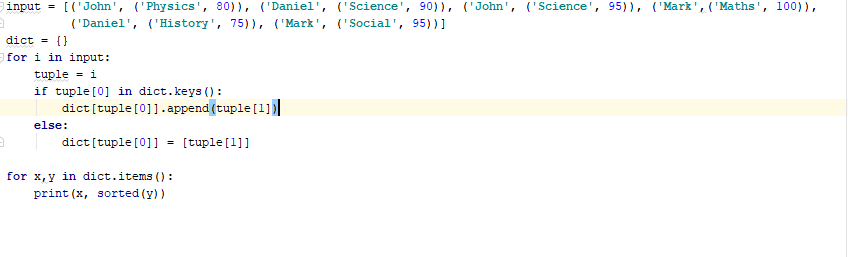 input = [('John', ('Physics', 80)), ('Daniel', ('Science', 90)), ('John', ('Science', 95)), ('Mark',('Maths', 100)),
         ('Daniel', ('History', 75)), ('Mark', ('Social', 95))]
dict = {}
for i in input:
    tuple = i
    if tuple[0] in dict.keys():
        dict[tuple[0]].append(tuple[1])
    else:
        dict[tuple[0]] = [tuple[1]]
for x,y in dict.items():
    print(x, sorted(y))